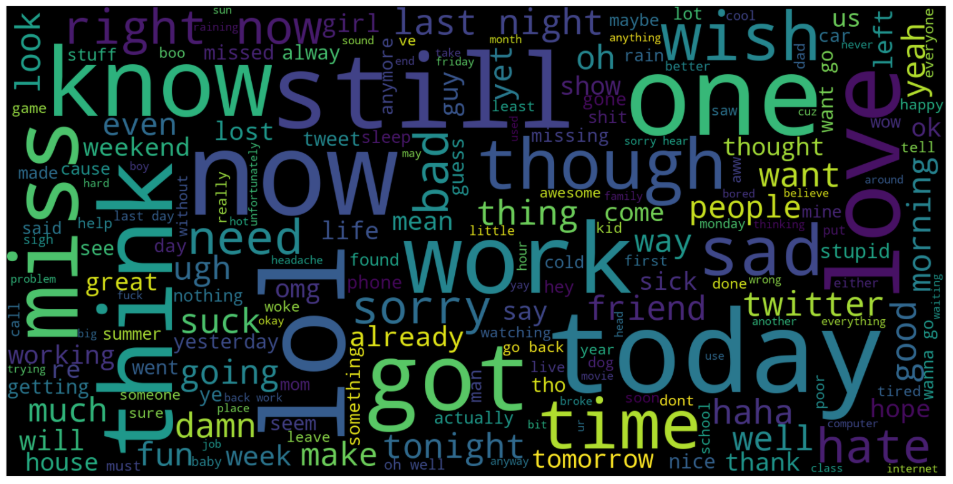 sun
training
right now
girl
last night
maybe
lot
cool
wish
us
look
stuff
boo
missed
alway
sound
ve
take
month
anything
oh
rain
car
dad
never
left
yeah
everyone
know
still
friday
end
anymore
guy
yet
show
gone
better
one
want
go
game
least
shit
saw
cuz
love
happy
wow
ok
tell
miss
even
lost
tweet
sleep
used
missing
sorry hear
weekend
made
cause
boy
may
now
bad
guess
though
aww
thought
around
hard
think
really
unfortunately
awesome
family
bored
want
believe
said
help
last day
without
hot
mean
thing
come
people
mine
thinking
put
stupid
morning
sigh
see
day
need
life
little
kid
way
monday
sad
either
waiting
problem
great
ugh
headache
found
work
hour
cold
first
sick
done
wrong
call
fuck
nothing
omg
phone
yay
hey
friend
twitter
good
wanna go
big
summer
woke
okay
lol
sorry
say
head
another
everything
trying
working
suck
yesterday
already
watching
today
re
went
going
mom
something
got
man
go back
live
year
dog
movie
use
poor
tired
getting
someone
ye
back work
seem
tho
soon
dont
school
computer
much
sure
damn
place
leave
actually
bit
broke
ur
time
haha
hope
will
job
fun
week
make
tonight
well
hate
house
must
baby
oh well
anyway
tomorrow
nice
thank
class
internet